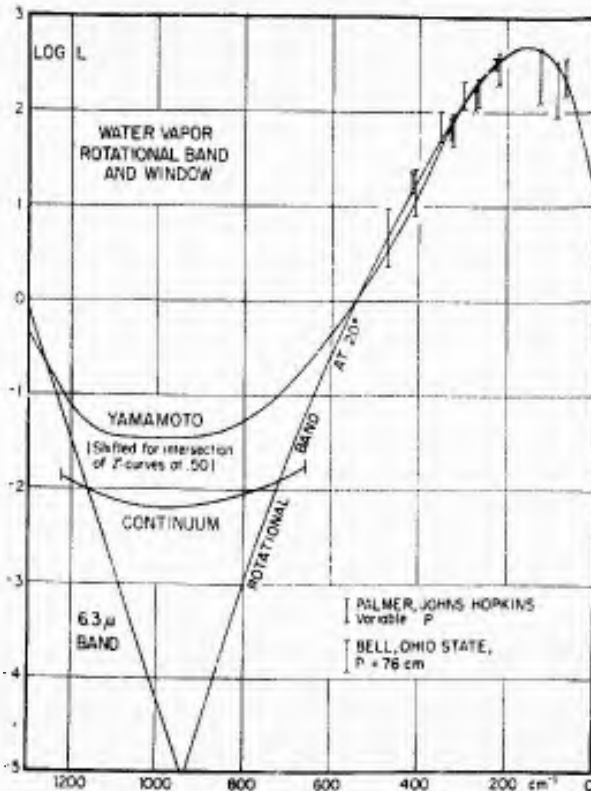 3
LOG L
2
WATER VAPOR
ROTATIONAL BAND
AND WINDOW
1
0
AT 20°
-1
YAMAMOTO
(Shifted for intersection
of τ-curves at .50)
BAND
-2
CONTINUUM
ROTATIONAL
-3
6.3 μ
BAND
PALMER, JOHNS HOPKINS
Variable P
BELL, OHIO STATE,
P = 76 cm
-4
-5
1200 1000 800 600 400 200 cm⁻¹ 0